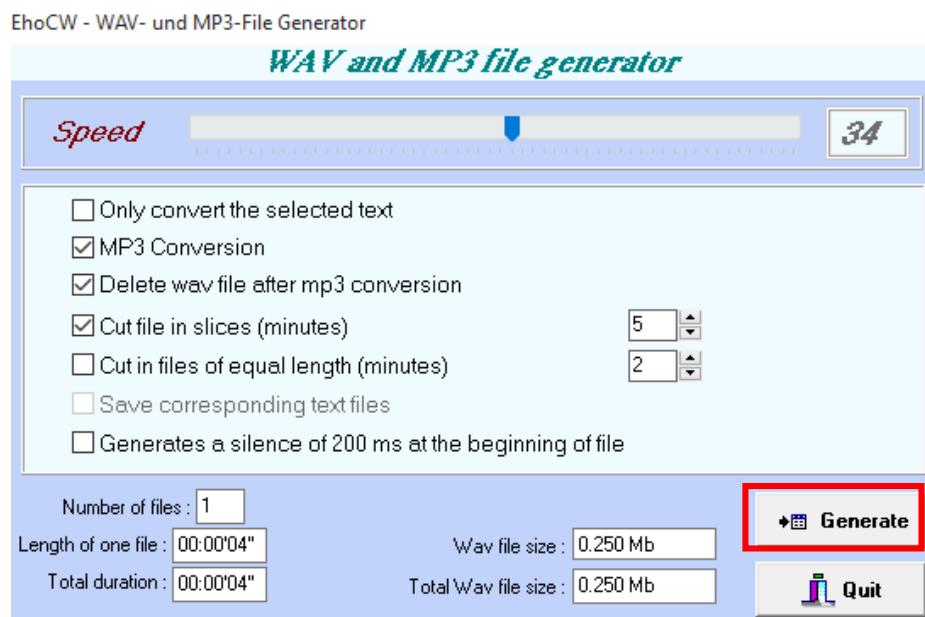 EhoCW - WAV- und MP3-File Generator
WAV and MP3 file generator
Speed 34
Only convert the selected text
MP3 Conversion
Delete wav file after mp3 conversion
Cut file in slices (minutes) 5
Cut in files of equal length (minutes) 2
Save corresponding text files
Generates a silence of 200 ms at the beginning of file
Number of files : 1
Length of one file : 00:00'04"
Total duration : 00:00'04"
Wav file size : 0.250 Mb
Total Wav file size : 0.250 Mb
Generate
Quit